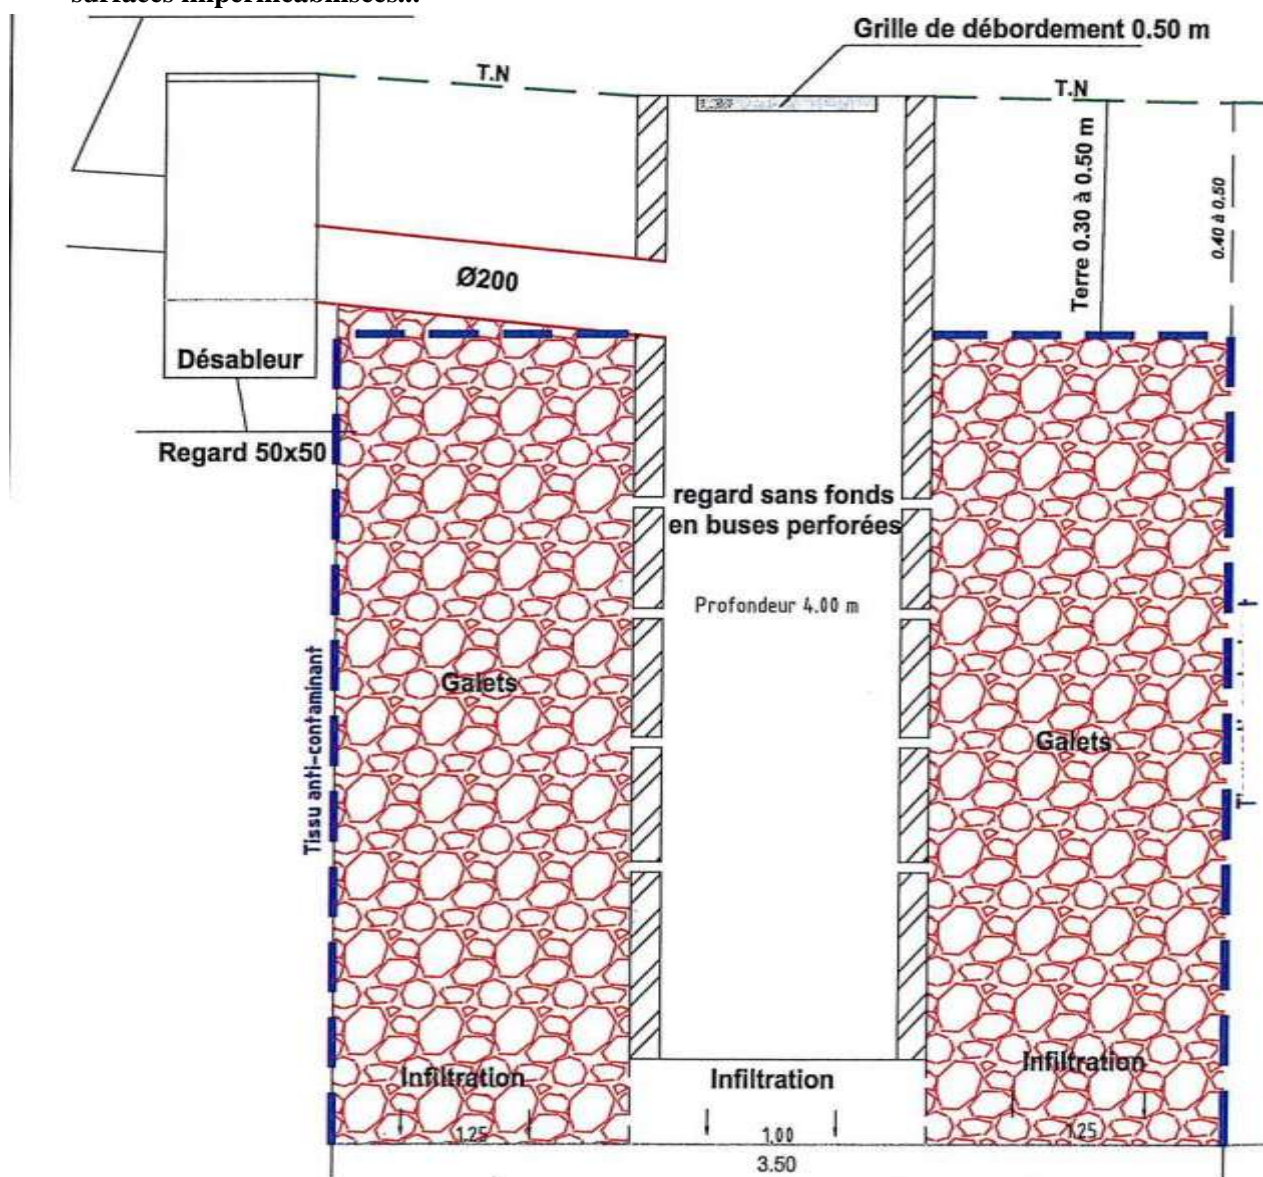 surfaces imperméabilisées...
Grille de débordement 0.50 m
T.N
T.N
Terre 0.30 à 0.50 m
0.40 à 0.50
Ø200
Désableur
Regard 50x50
regard sans fonds
en buses perforées
Profondeur 4.00 m
Tissu anti-contaminant
Galets
Galets
Infiltration
Infiltration
Infiltration
1.25
1.00
1.25
3.50